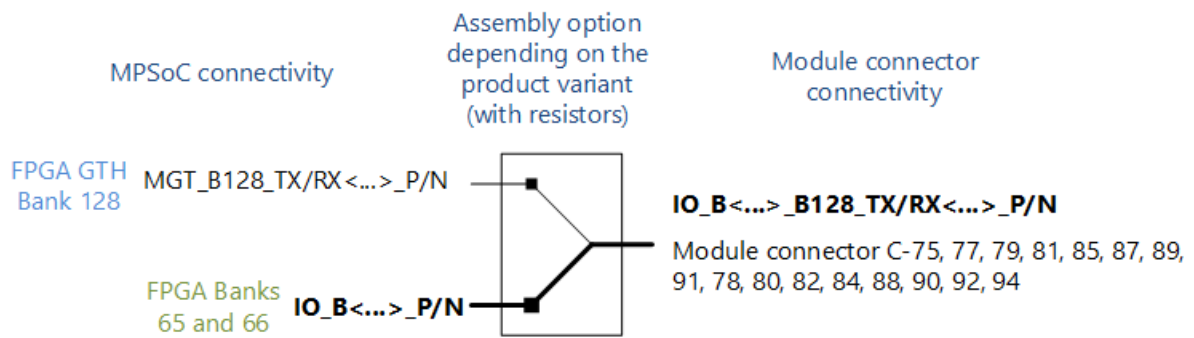 MPSoC connectivity
Assembly option
depending on the
product variant
(with resistors)
Module connector
connectivity
FPGA GTH
Bank 128
MGT_B128_TX/RX<...>_P/N
IO_B<...>_B128_TX/RX<...>_P/N
Module connector C-75, 77, 79, 81, 85, 87, 89,
91, 78, 80, 82, 84, 88, 90, 92, 94
FPGA Banks
65 and 66
IO_B<...>_P/N